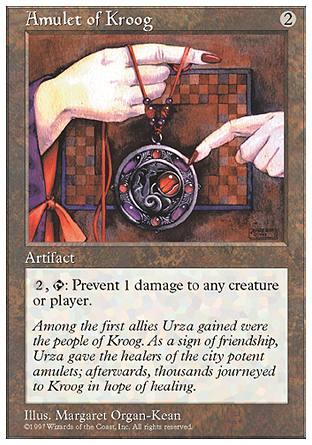 Amulet of Kroog 2
Artifact
2, : Prevent 1 damage to any creature
or player.
Among the first allies Urza gained were
the people of Kroog. As a sign of friendship,
Urza gave the healers of the city potent
amulets; afterwards, thousands journeyed
to Kroog in hope of healing.
Illus. Margaret Organ-Kean
©1997 Wizards of the Coast, Inc. All rights reserved.